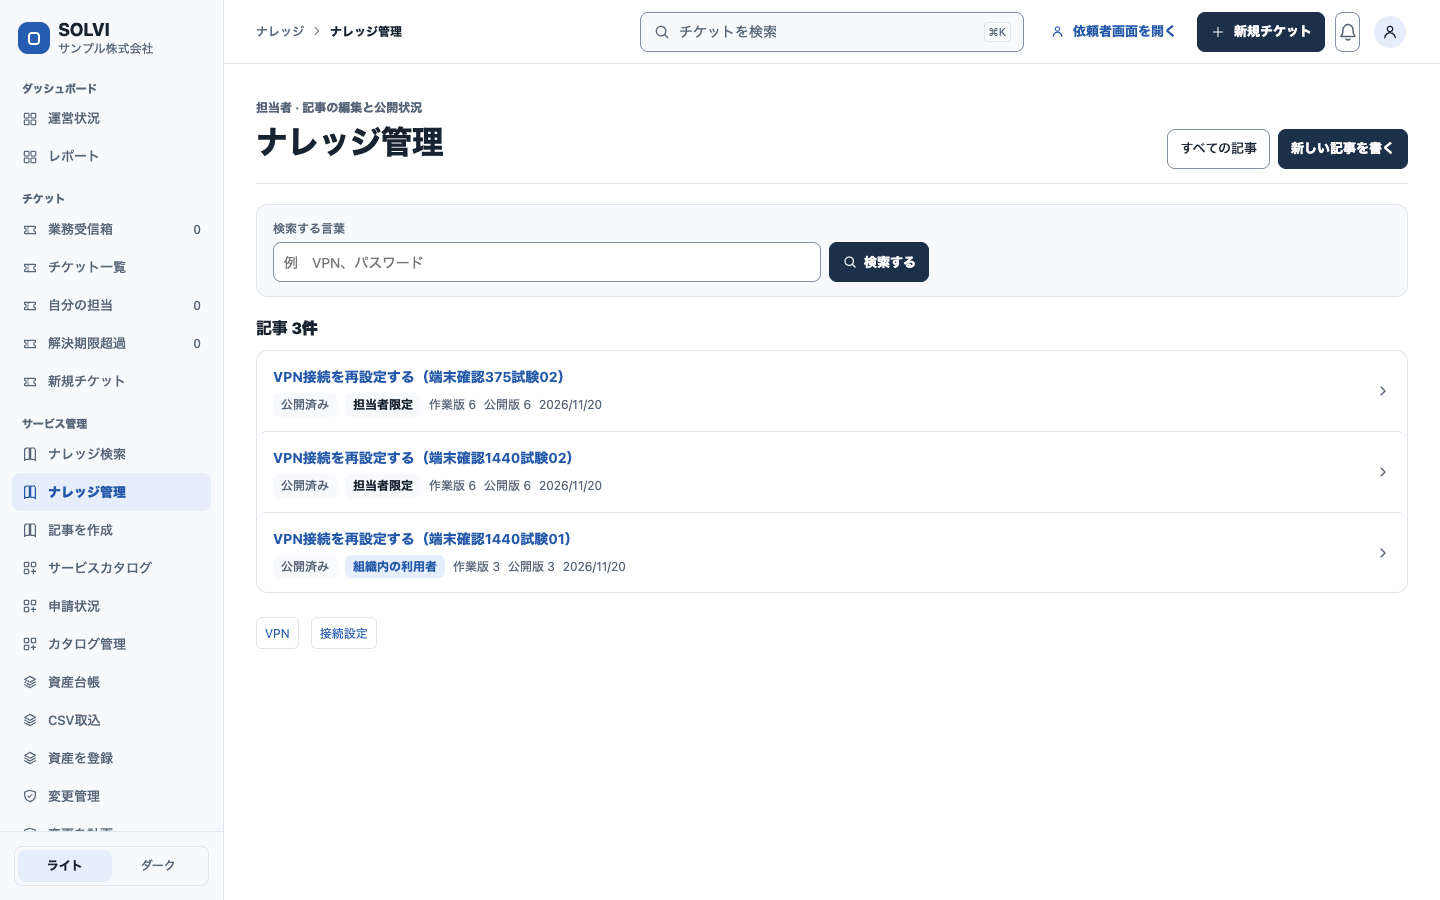 SOLVI
サンプル株式会社
ダッシュボード
運営状況
レポート
チケット
業務受信箱 0
チケット一覧
自分の担当 0
解決期限超過 0
新規チケット
サービス管理
ナレッジ検索
ナレッジ管理
記事を作成
サービスカタログ
申請状況
カタログ管理
資産台帳
CSV取込
資産を登録
変更管理
ライト ダーク
ナレッジ ナレッジ管理
チケットを検索 ⌘K
依頼者画面を開く
新規チケット
担当者 · 記事の編集と公開状況
ナレッジ管理
すべての記事
新しい記事を書く
検索する言葉
例 VPN、パスワード
検索する
記事 3件
VPN接続を再設定する（端末確認375試験02）
公開済み 担当者限定 作業版 6 公開版 6 2026/11/20
VPN接続を再設定する（端末確認1440試験02）
公開済み 担当者限定 作業版 6 公開版 6 2026/11/20
VPN接続を再設定する（端末確認1440試験01）
公開済み 組織内の利用者 作業版 3 公開版 3 2026/11/20
VPN 接続設定